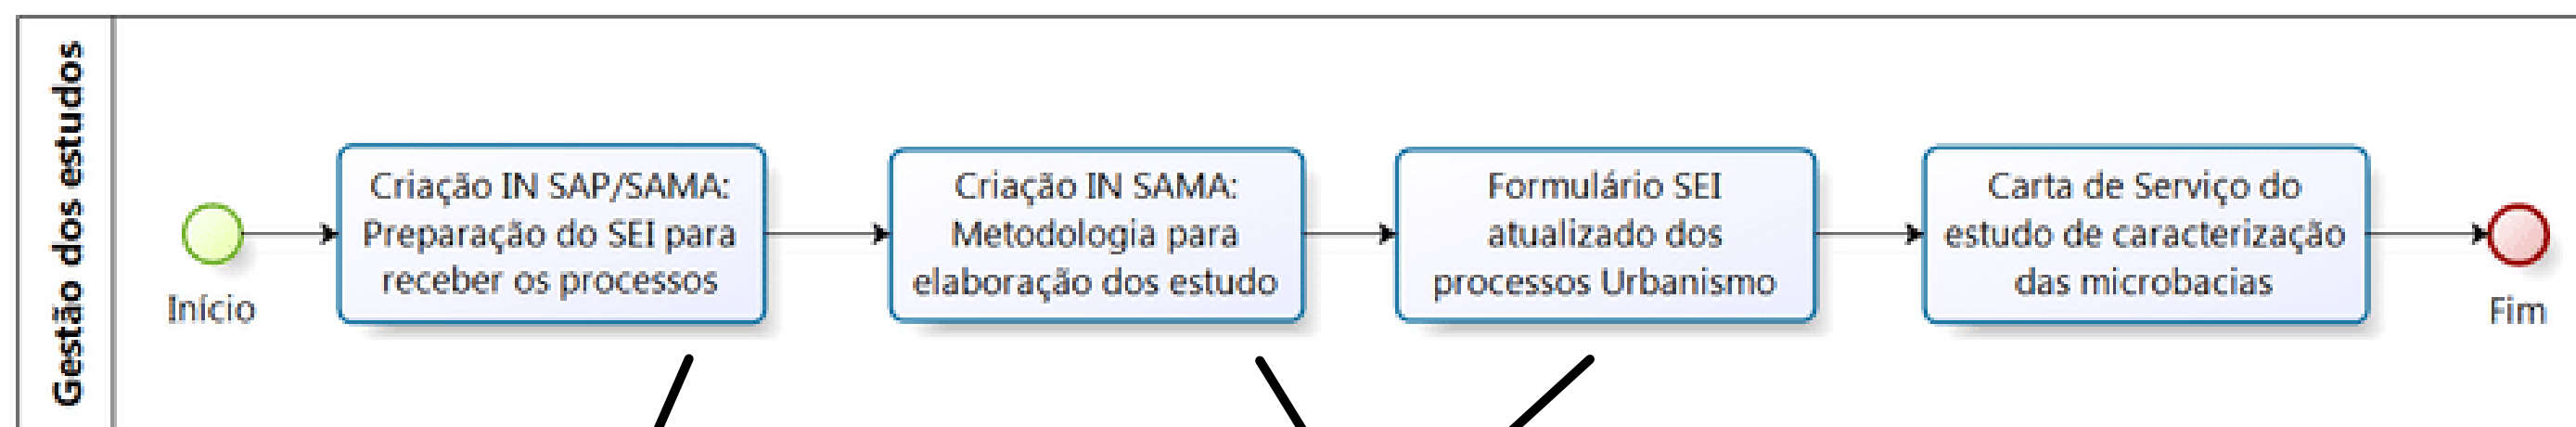 Gestão dos estudos
Início
Criação IN SAP/SAMA:
Preparação do SEI para
receber os processos
Criação IN SAMA:
Metodologia para
elaboração dos estudo
Formulário SEI
atualizado dos
processos Urbanismo
Carta de Serviço do
estudo de caracterização
das microbacias
Fim